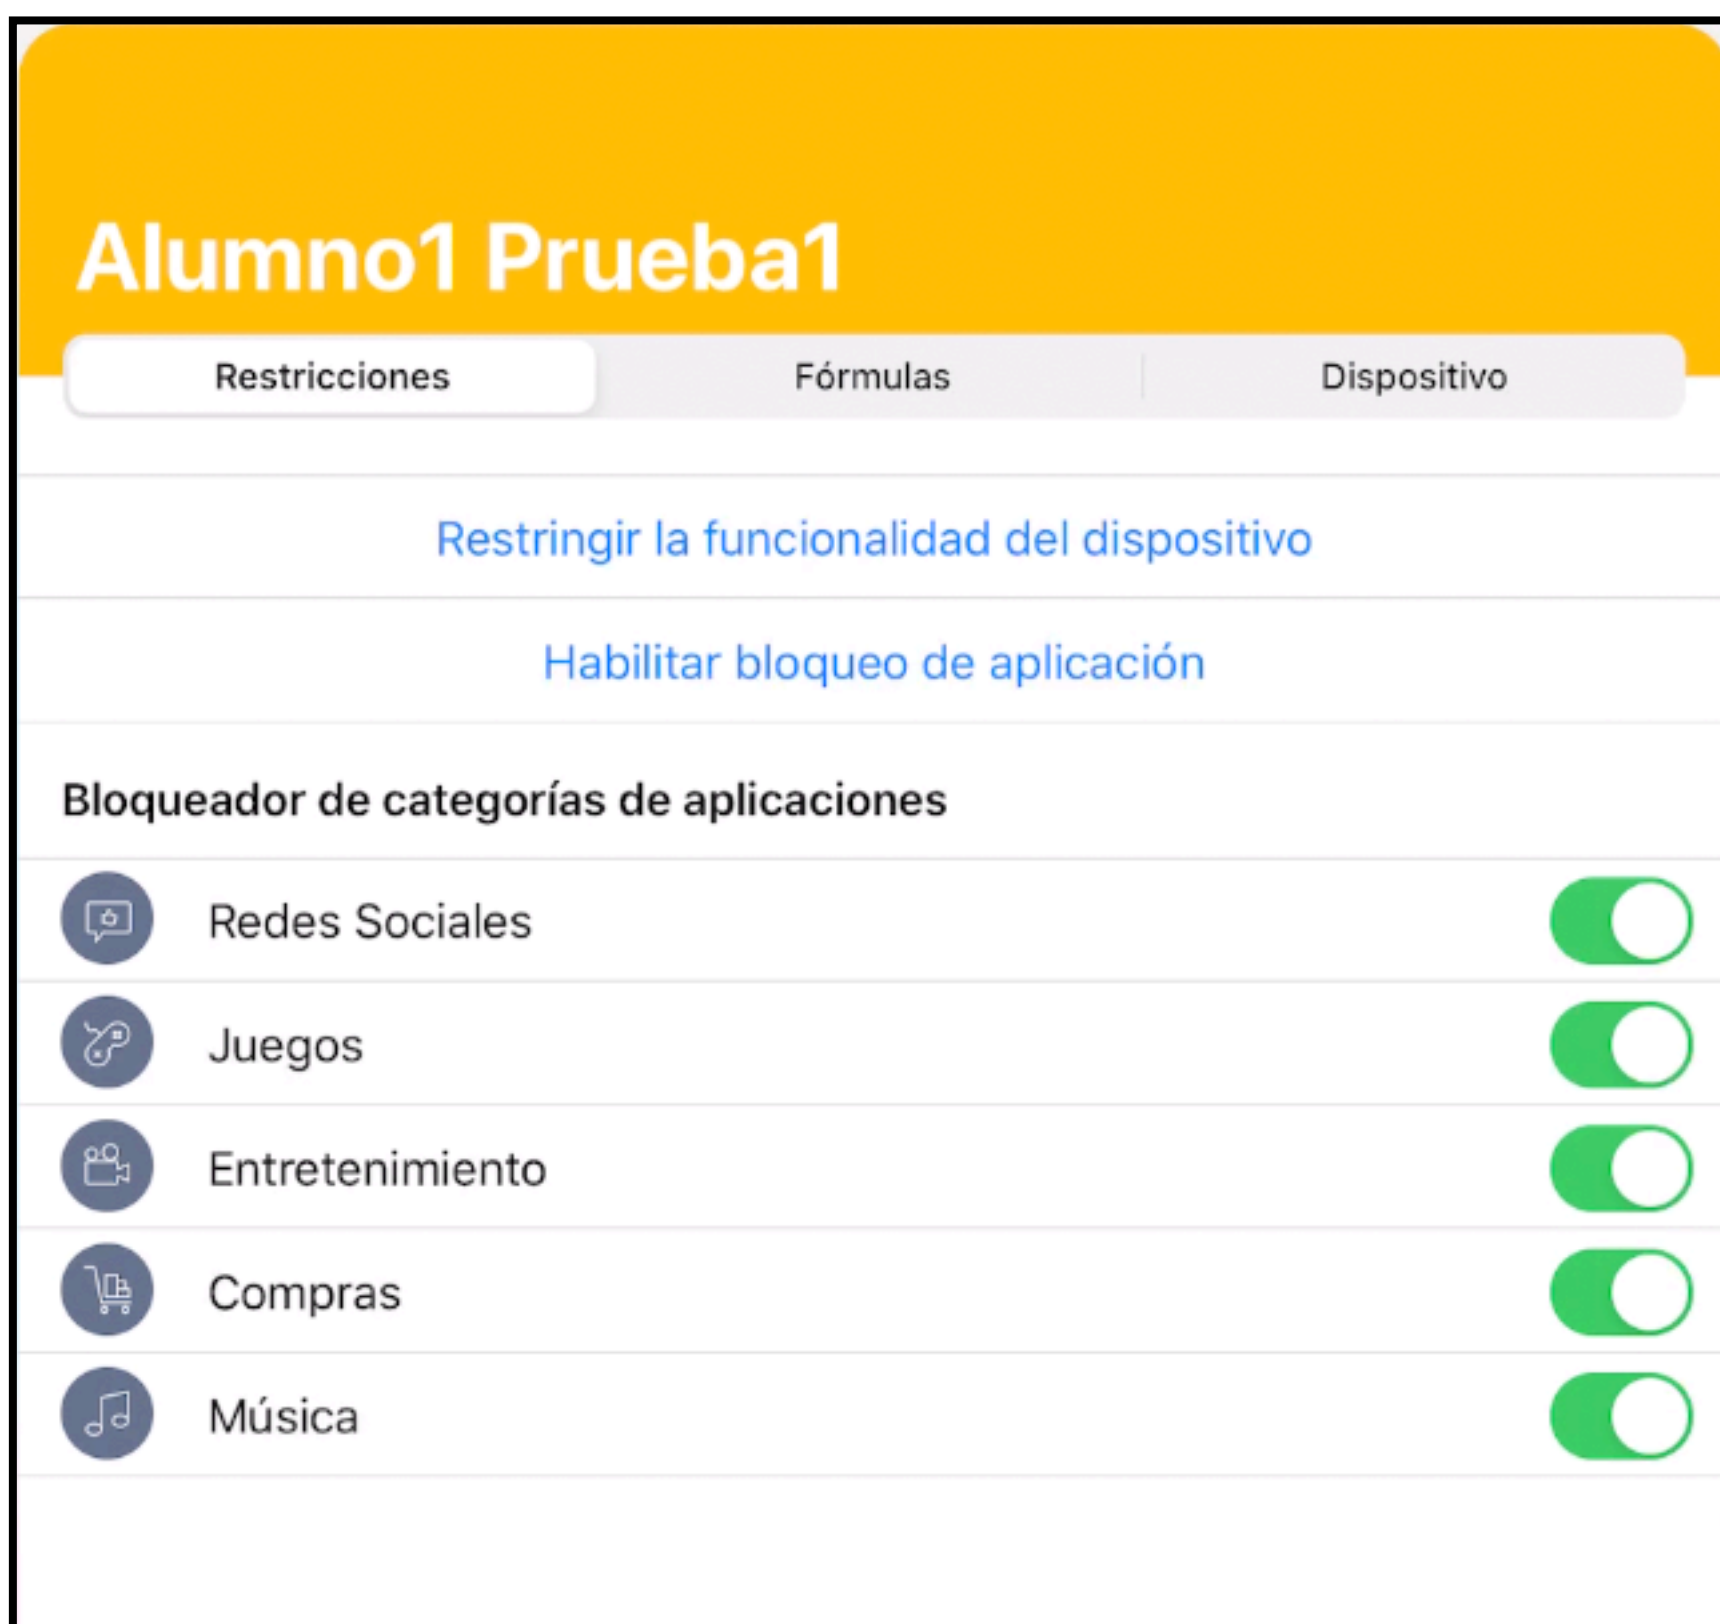 Alumno1 Prueba1
Restricciones
Fórmulas
Dispositivo
Restringir la funcionalidad del dispositivo
Habilitar bloqueo de aplicación
Bloqueador de categorías de aplicaciones
Redes Sociales
Juegos
Entretenimiento
Compras
Música